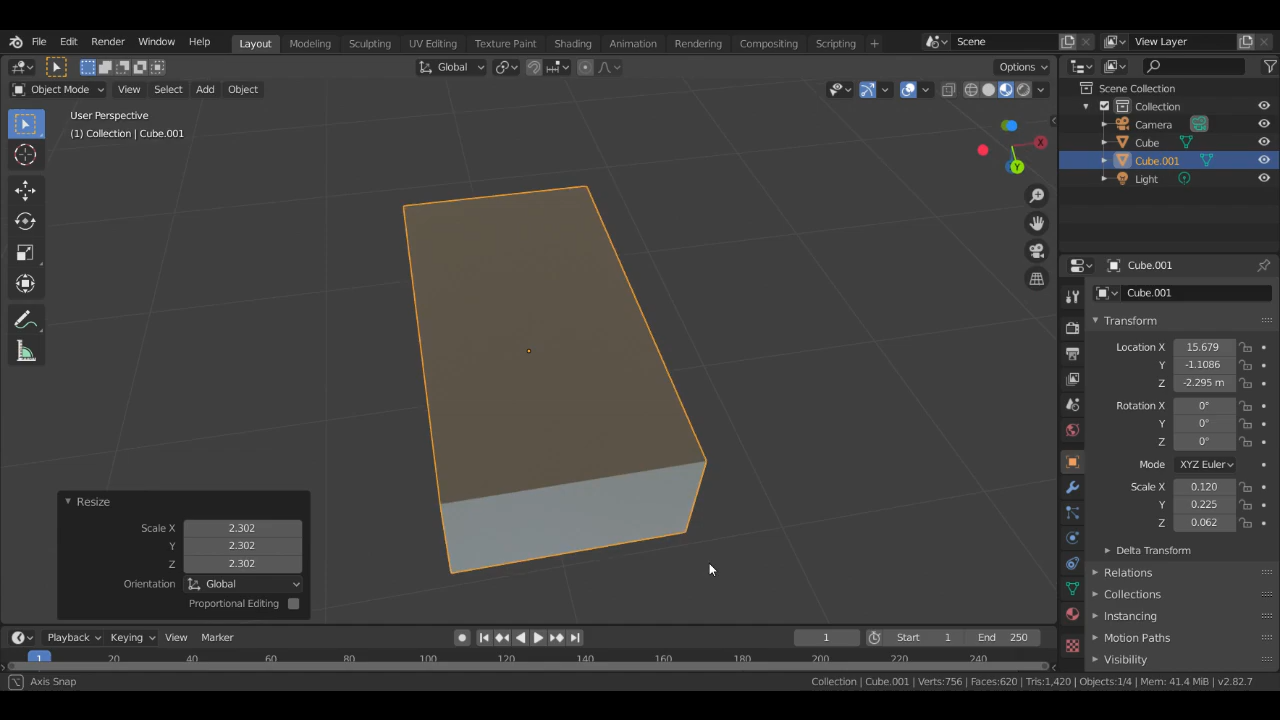 File Edit Render Window Help Layout Modeling Sculpting UV Editing Texture Paint Shading Animation Rendering Compositing Scripting + Scene View Layer
Global Options
Object Mode View Select Add Object
User Perspective
(1) Collection | Cube.001
X
Y
Scene Collection
Collection
Camera
Cube
Cube.001
Light
Cube.001
Cube.001
Transform
Location X 15.679
Y -1.1086
Z -2.295 m
Rotation X 0°
Y 0°
Z 0°
Mode XYZ Euler
Scale X 0.120
Y 0.225
Z 0.062
Delta Transform
Relations
Collections
Instancing
Motion Paths
Visibility
Resize
Scale X 2.302
Y 2.302
Z 2.302
Orientation Global
Proportional Editing
Playback Keying View Marker 1 Start 1 End 250
1 20 40 60 80 100 120 140 160 180 200 220 240
Axis Snap Collection | Cube.001 | Verts:756 | Faces:620 | Tris:1,420 | Objects:1/4 | Mem: 41.4 MiB | v2.82.7